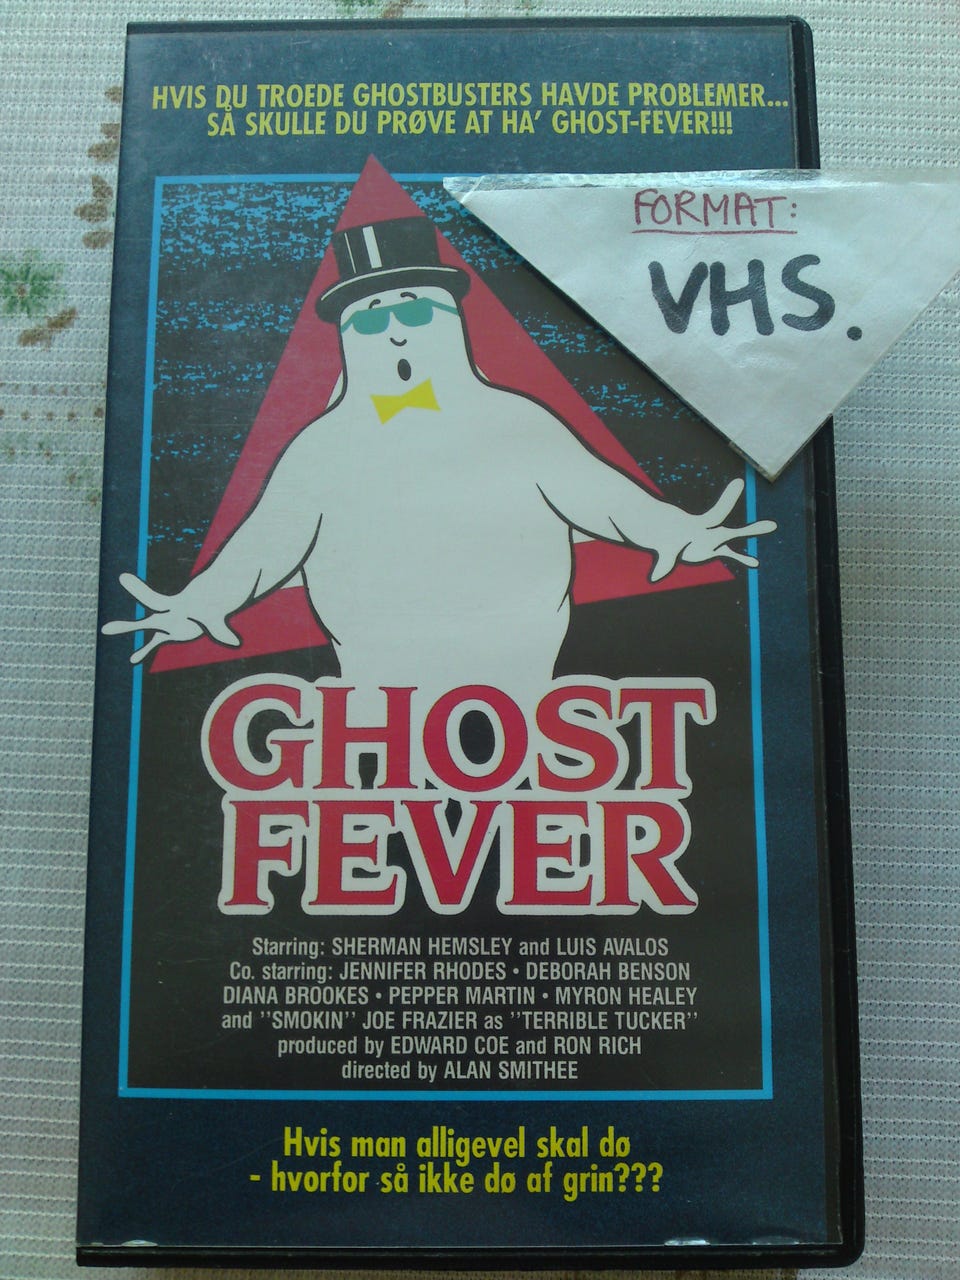 HVIS DU TROEDE GHOSTBUSTERS HAVDE PROBLEMER...
SÅ SKULLE DU PRØVE AT HA' GHOST-FEVER!!!
FORMAT:
VHS.
GHOST
FEVER
Starring: SHERMAN HEMSLEY and LUIS AVALOS
Co. starring: JENNIFER RHODES • DEBORAH BENSON
DIANA BROOKES • PEPPER MARTIN • MYRON HEALEY
and "SMOKIN" JOE FRAZIER as "TERRIBLE TUCKER"
produced by EDWARD COE and RON RICH
directed by ALAN SMITHEE
Hvis man alligevel skal dø
- hvorfor så ikke dø af grin???